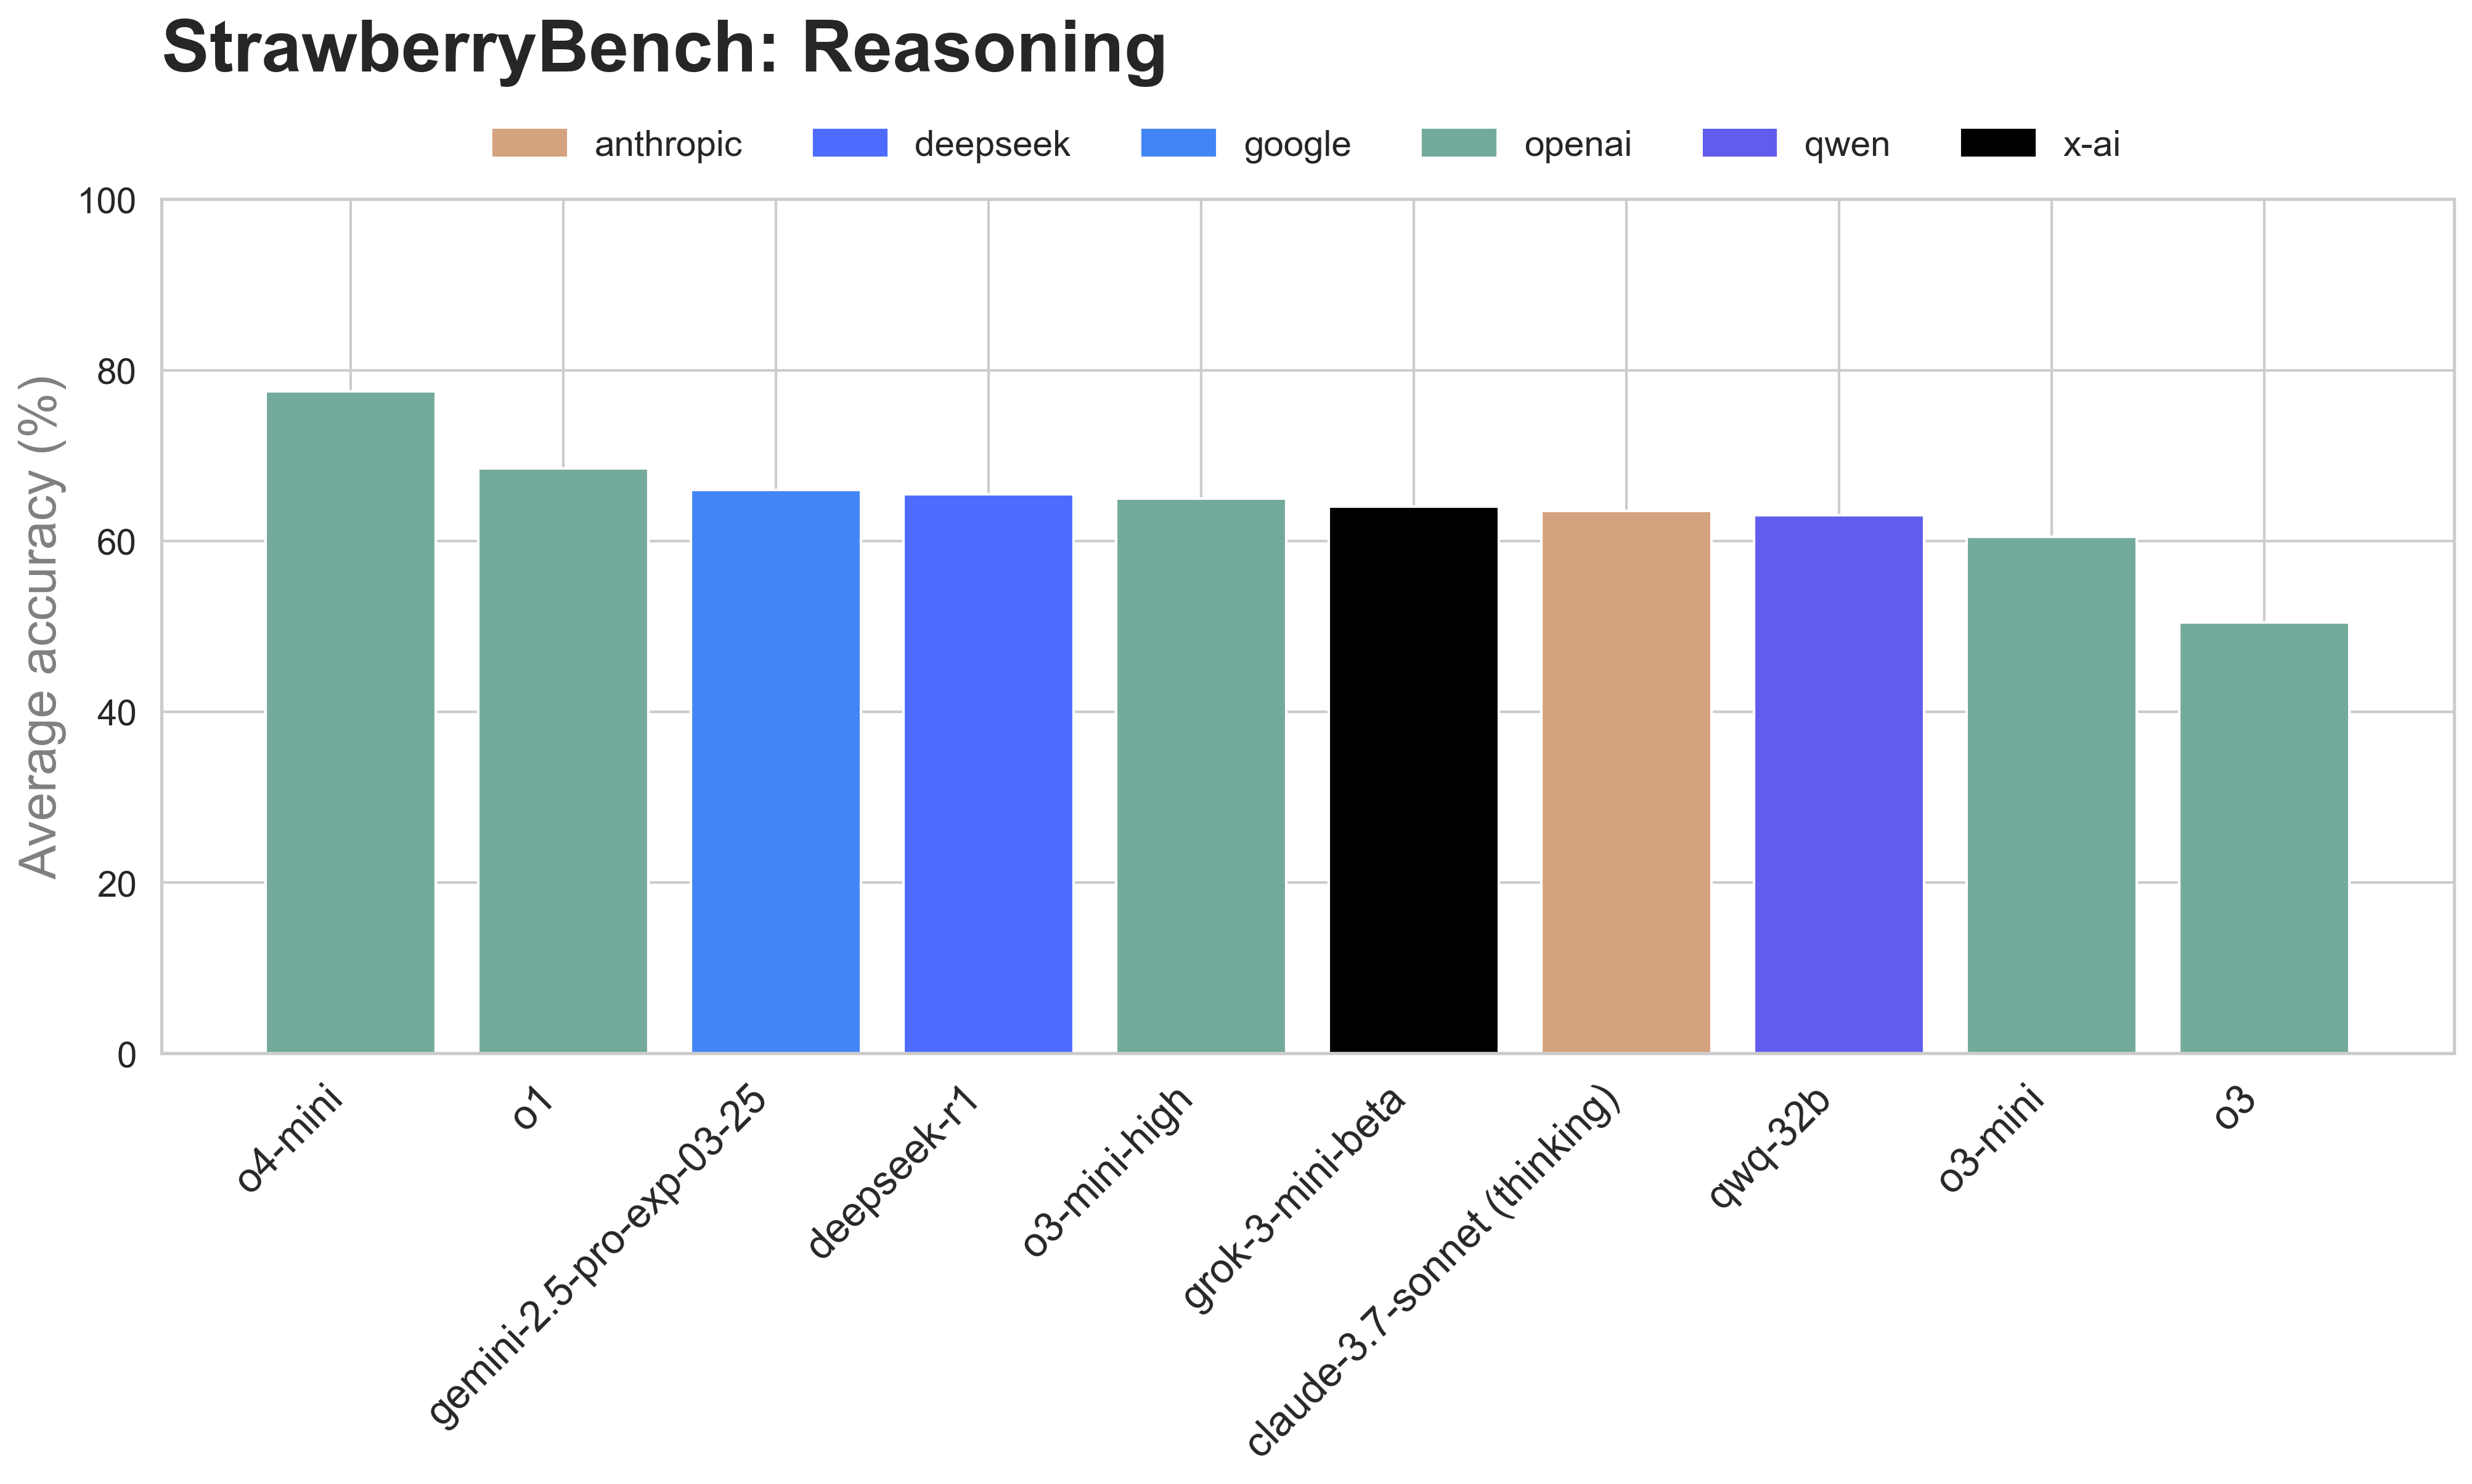 StrawberryBench: Reasoning
anthropic deepseek google openai qwen x-ai
Average accuracy (%)
100
80
60
40
20
0
o4-mini
o1
gemini-2.5-pro-exp-03-25
deepseek-r1
o3-mini-high
grok-3-mini-beta
claude-3.7-sonnet (thinking)
qwq-32b
o3-mini
o3